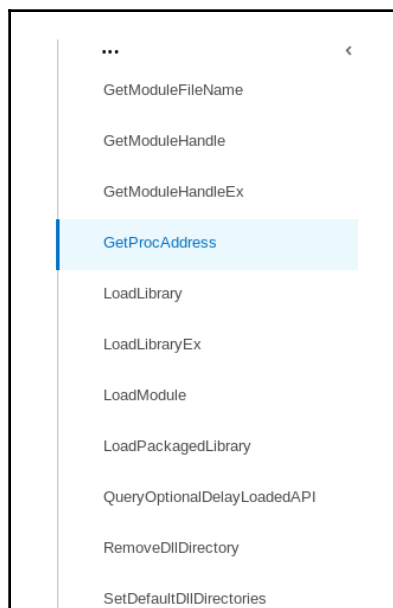 ...
GetModuleFileName
GetModuleHandle
GetModuleHandleEx
GetProcAddress
LoadLibrary
LoadLibraryEx
LoadModule
LoadPackagedLibrary
QueryOptionalDelayLoadedAPI
RemoveDllDirectory
SetDefaultDllDirectories